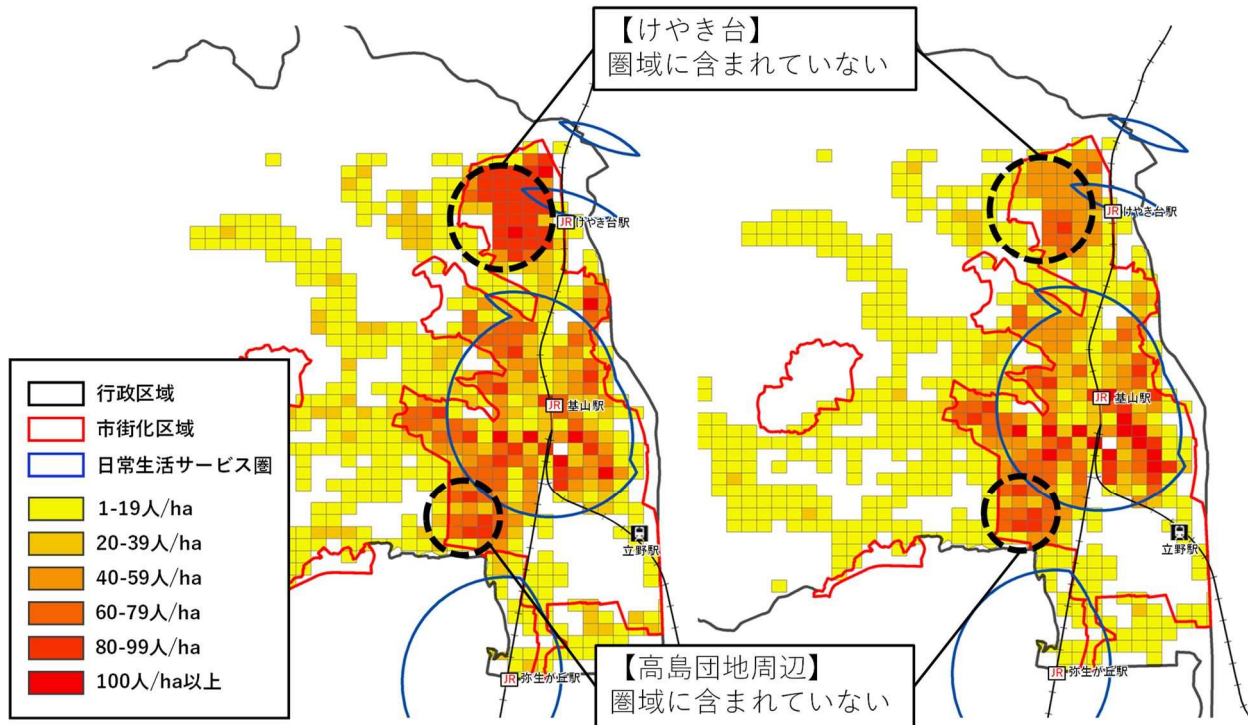 【けやき台】
圏域に含まれていない
JR けやき台駅
JR けやき台駅
行政区域
市街化区域
日常生活サービス圏
1-19人/ha
20-39人/ha
40-59人/ha
60-79人/ha
80-99人/ha
100人/ha以上
JR 基山駅
JR 基山駅
立野駅
立野駅
【高島団地周辺】
圏域に含まれていない
JR 弥生が丘駅
JR 弥生が丘駅